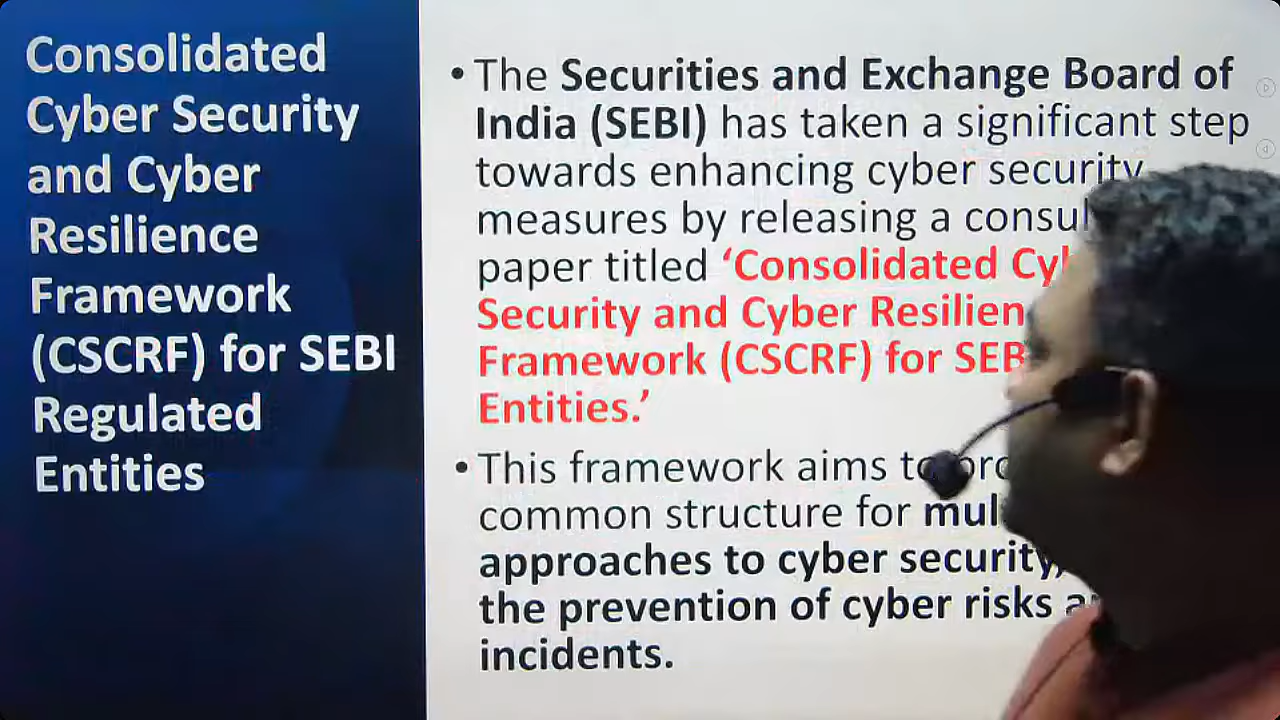 Consolidated
Cyber Security
and Cyber
Resilience
Framework
(CSCRF) for SEBI
Regulated
Entities
• The Securities and Exchange Board of
India (SEBI) has taken a significant step
towards enhancing cyber security
measures by releasing a
paper titled ‘Consolidated
Security and Cyber
Framework (CSCRF) for
Entities.’
• This framework aims to
common structure for
approaches to cyber security,
the prevention of cyber risks
incidents.